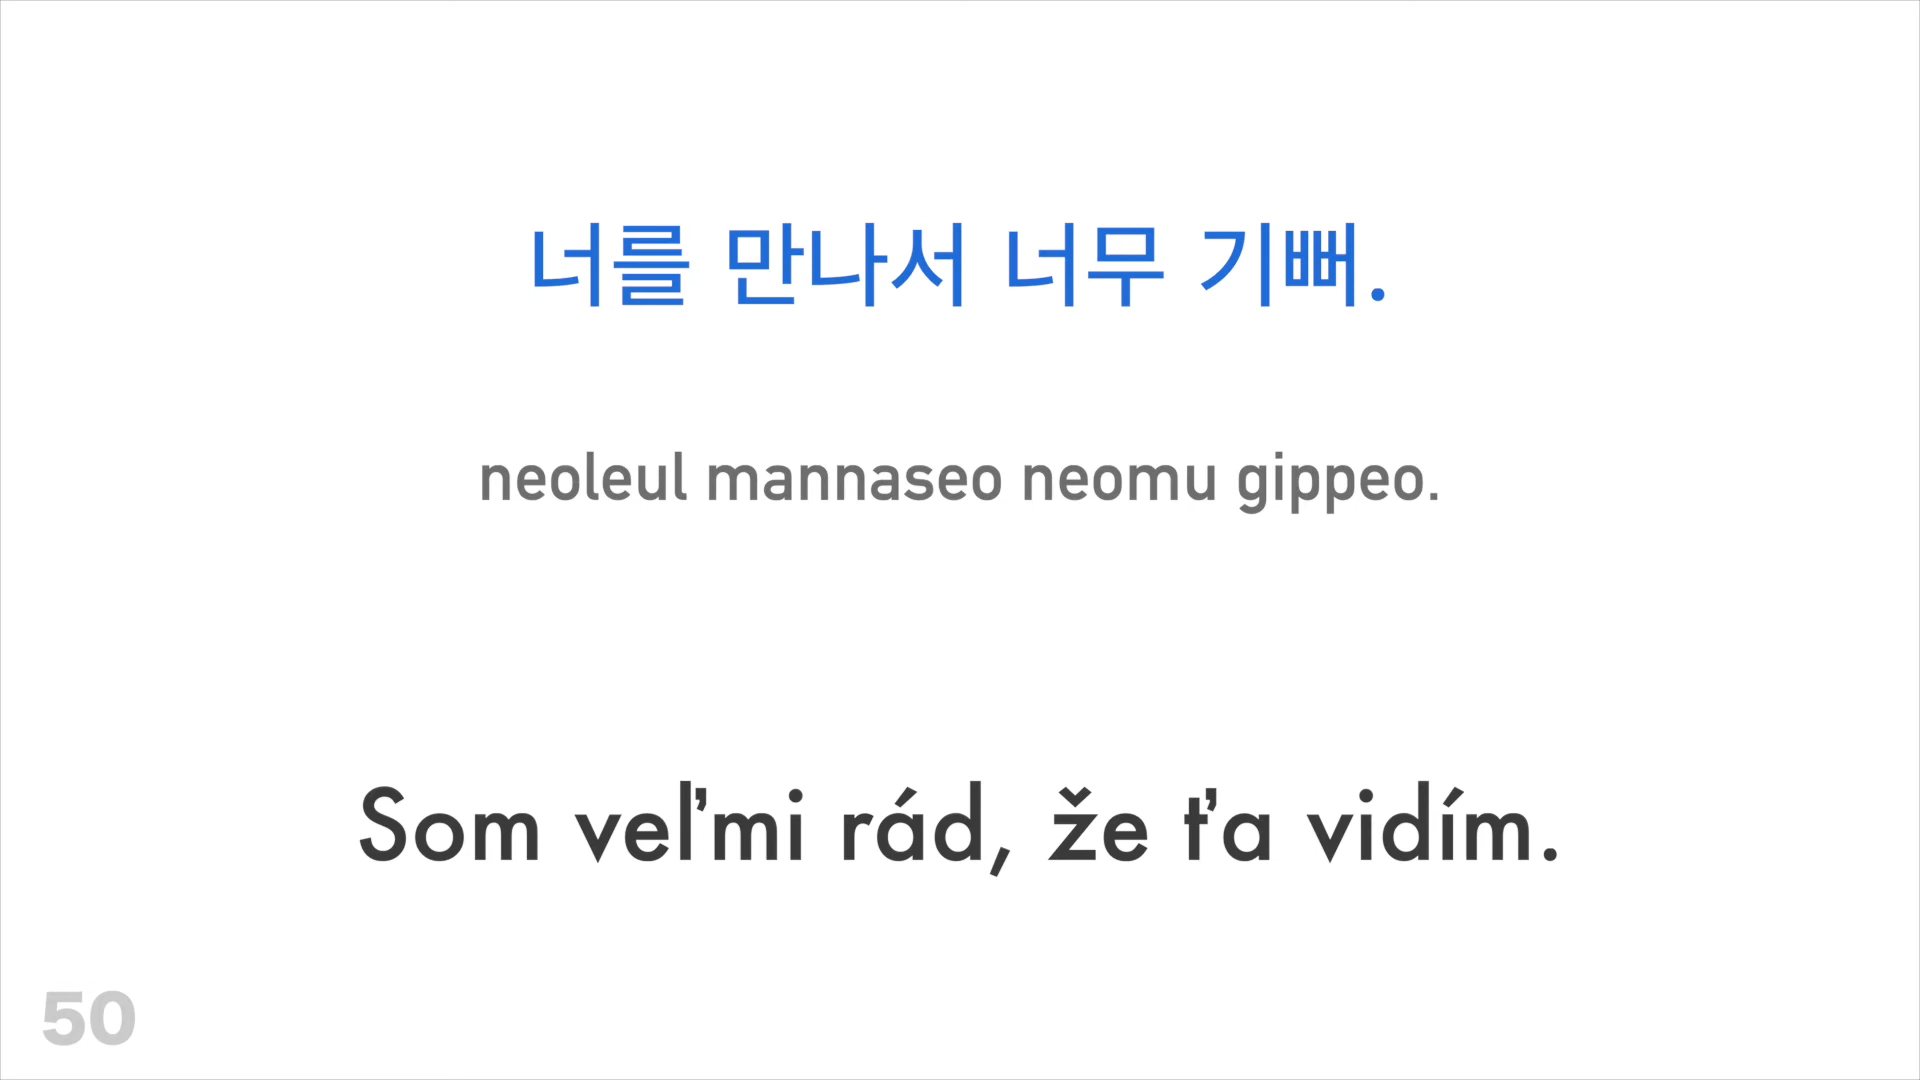 너를 만나서 너무 기뻐.
neoleul mannaseo neomu gippeo.
Som veľmi rád, že ťa vidím.
50